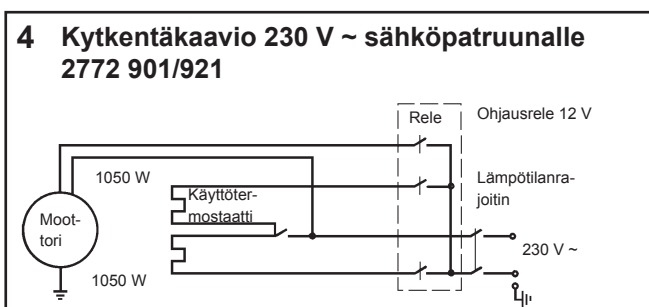 4 Kytkentäkaavio 230 V ~ sähköpatruunalle
2772 901/921
Rele
Ohjausrele 12 V
1050 W
Käyttöter-
mostaatti
Lämpötilanra-
joitin
Moot-
tori
230 V ~
1050 W